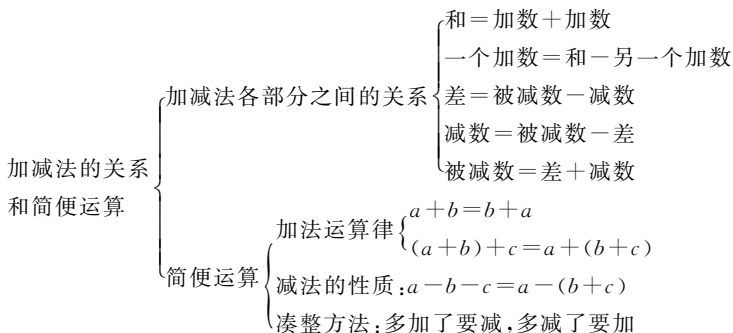 加减法的关系
和简便运算
加减法各部分之间的关系
和=加数+加数
一个加数=和-另一个加数
差=被减数-减数
减数=被减数-差
被减数=差+减数
简便运算
加法运算律
a+b=b+a
(a+b)+c=a+(b+c)
减法的性质:a-b-c=a-(b+c)
凑整方法:多加了要减,多减了要加